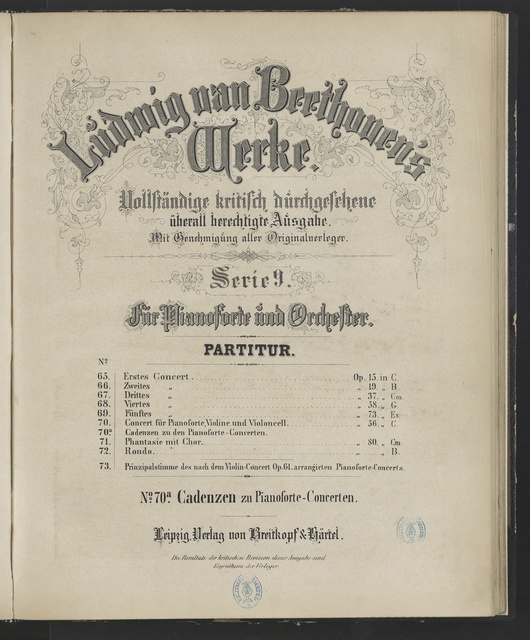 Ludwig van Beethoven's
Werke.
Vollständige kritisch durchgesehene
überall berechtigte Ausgabe.
Mit Genehmigung aller Originalverleger.
Serie 9.
Für Pianoforte und Orchester.
PARTITUR.
Nº
65. Erstes Concert. Op. 15. in C.
66. Zweites „ „ 19. „ B.
67. Drittes „ „ 37. „ Cm.
68. Viertes „ „ 58. „ G.
69. Fünftes „ „ 73. „ Es.
70. Concert für Pianoforte, Violine und Violoncell. „ 56. „ C.
70ª Cadenzen zu den Pianoforte-Concerten.
71. Phantasie mit Chor. „ 80. „ Cm.
72. Rondo. „ B.
73. Prinzipalstimme des nach dem Violin-Concert Op. 61. arrangirten Pianoforte-Concerts.
Nº 70ª Cadenzen zu Pianoforte-Concerten.
Leipzig, Verlag von Breitkopf & Härtel.
Die Resultate der kritischen Revision dieser Ausgabe sind
Eigenthum der Verleger.